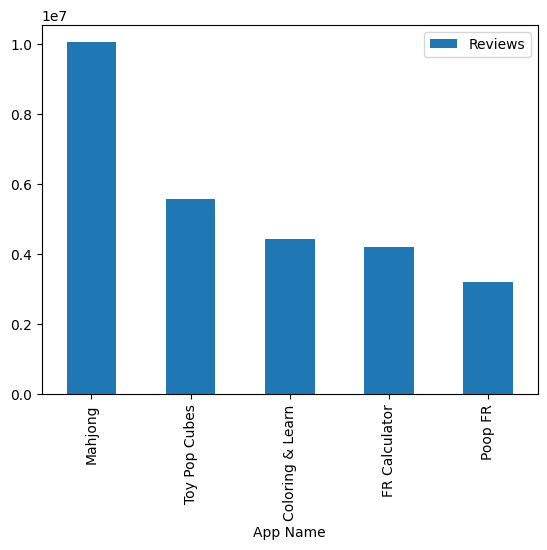 1e7
Reviews
1.0
0.8
0.6
0.4
0.2
0.0
Mahjong
Toy Pop Cubes
Coloring & Learn
FR Calculator
Poop FR
App Name